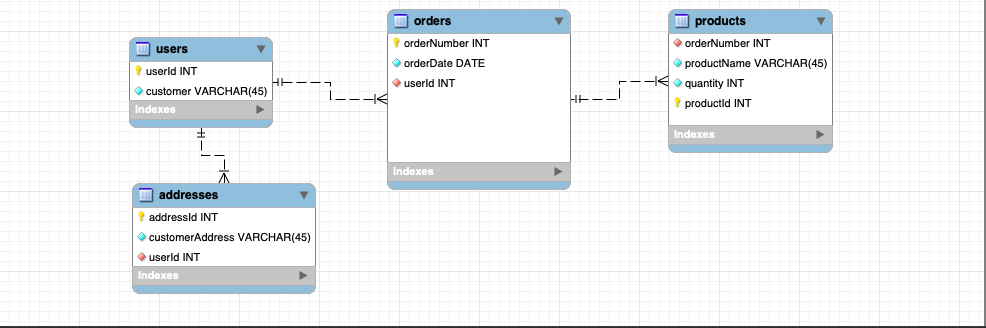 users
userId INT
customer VARCHAR(45)
Indexes
addresses
addressId INT
customerAddress VARCHAR(45)
userId INT
Indexes
orders
orderNumber INT
orderDate DATE
userId INT
Indexes
products
orderNumber INT
productName VARCHAR(45)
quantity INT
productId INT
Indexes